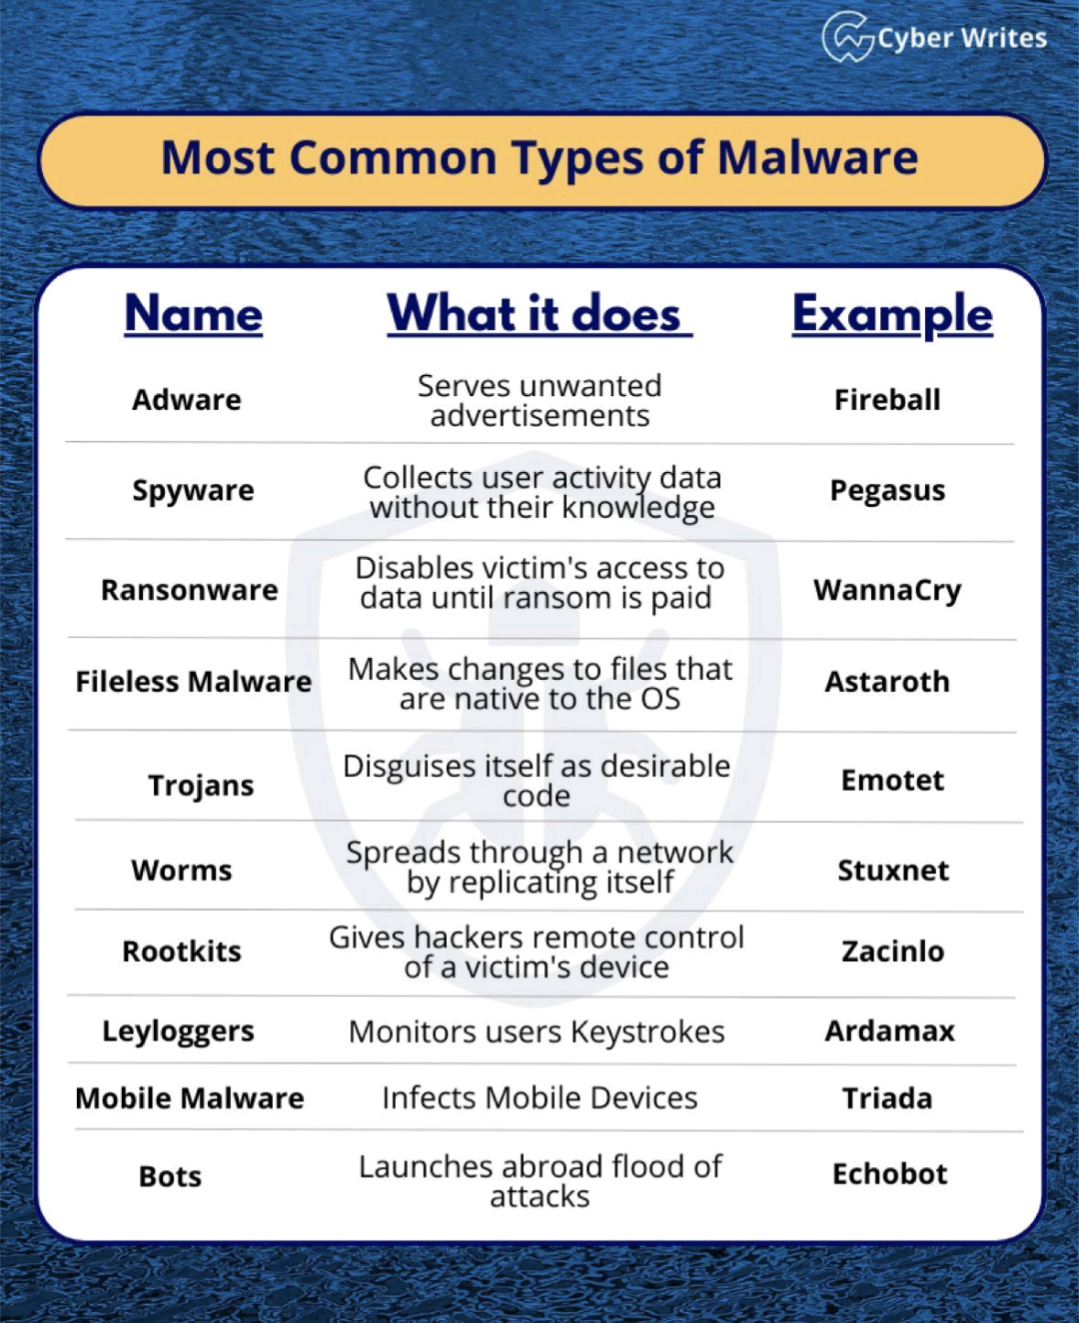 Cyber Writes
Most Common Types of Malware
Name What it does Example
Adware
Serves unwanted
advertisements
Fireball
Spyware
Collects user activity data
without their knowledge
Pegasus
Ransonware
Disables victim's access to
data until ransom is paid
WannaCry
Fileless Malware
Makes changes to files that
are native to the OS
Astaroth
Trojans
Disguises itself as desirable
code
Emotet
Worms
Spreads through a network
by replicating itself
Stuxnet
Rootkits
Gives hackers remote control
of a victim's device
Zacinlo
Leyloggers
Monitors users Keystrokes
Ardamax
Mobile Malware
Infects Mobile Devices
Triada
Bots
Launches abroad flood of
attacks
Echobot